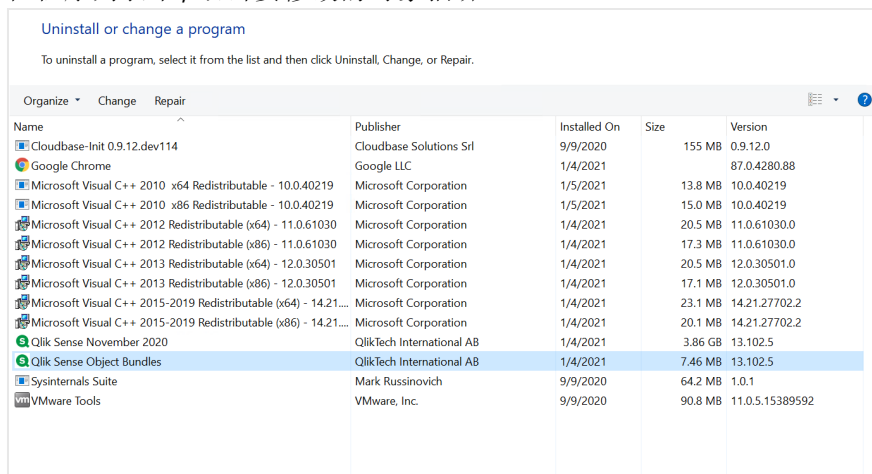 Uninstall or change a program
To uninstall a program, select it from the list and then click Uninstall, Change, or Repair.
Organize Change Repair
Name Publisher Installed On Size Version
Cloudbase-Init 0.9.12.dev114 Cloudbase Solutions Srl 9/9/2020 155 MB 0.9.12.0
Google Chrome Google LLC 1/4/2021 87.0.4280.88
Microsoft Visual C++ 2010 x64 Redistributable - 10.0.40219 Microsoft Corporation 1/5/2021 13.8 MB 10.0.40219
Microsoft Visual C++ 2010 x86 Redistributable - 10.0.40219 Microsoft Corporation 1/5/2021 15.0 MB 10.0.40219
Microsoft Visual C++ 2012 Redistributable (x64) - 11.0.61030 Microsoft Corporation 1/4/2021 20.5 MB 11.0.61030.0
Microsoft Visual C++ 2012 Redistributable (x86) - 11.0.61030 Microsoft Corporation 1/4/2021 17.3 MB 11.0.61030.0
Microsoft Visual C++ 2013 Redistributable (x64) - 12.0.30501 Microsoft Corporation 1/4/2021 20.5 MB 12.0.30501.0
Microsoft Visual C++ 2013 Redistributable (x86) - 12.0.30501 Microsoft Corporation 1/4/2021 17.1 MB 12.0.30501.0
Microsoft Visual C++ 2015-2019 Redistributable (x64) - 14.21.... Microsoft Corporation 1/4/2021 23.1 MB 14.21.27702.2
Microsoft Visual C++ 2015-2019 Redistributable (x86) - 14.21.... Microsoft Corporation 1/4/2021 20.1 MB 14.21.27702.2
Qlik Sense November 2020 QlikTech International AB 1/4/2021 3.86 GB 13.102.5
Qlik Sense Object Bundles QlikTech International AB 1/4/2021 7.46 MB 13.102.5
Sysinternals Suite Mark Russinovich 9/9/2020 64.2 MB 1.0.1
VMware Tools VMware, Inc. 9/9/2020 90.8 MB 11.0.5.15389592